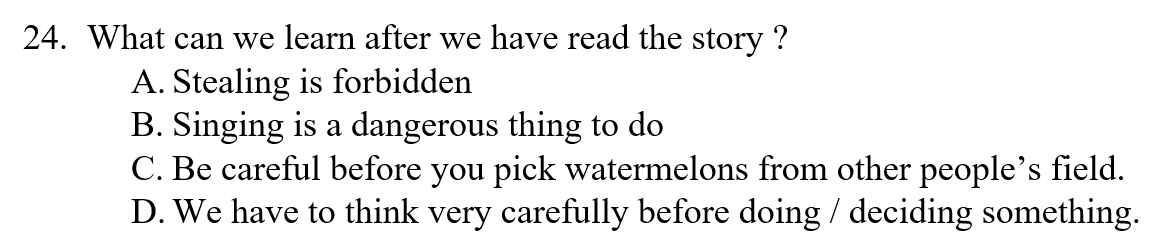 24. What can we learn after we have read the story ?
A. Stealing is forbidden
B. Singing is a dangerous thing to do
C. Be careful before you pick watermelons from other people’s field.
D. We have to think very carefully before doing / deciding something.